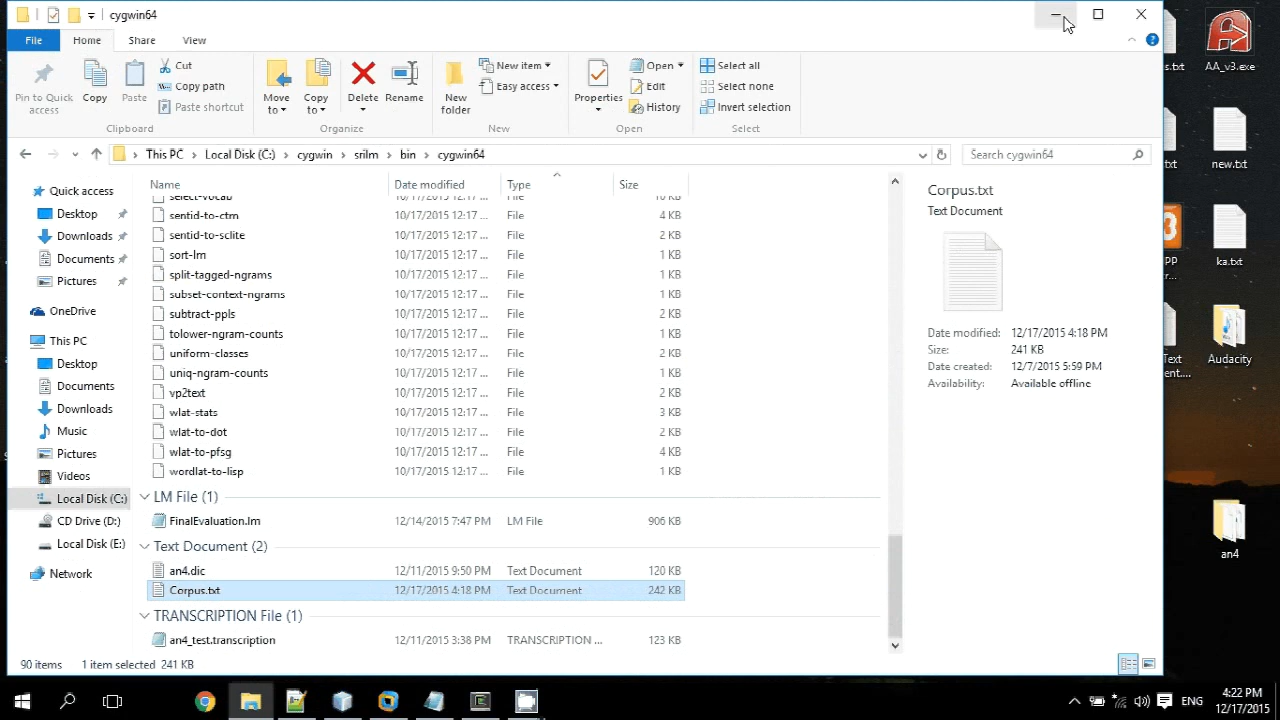 cygwin64
File Home Share View
Pin to Quick access
Copy
Paste
Cut
Copy path
Paste shortcut
Clipboard
Move to
Copy to
Delete
Rename
Organize
New folder
New item
Easy access
New
Properties
Open
Edit
History
Open
Select all
Select none
Invert selection
Select
This PC > Local Disk (C:) > cygwin > srilm > bin > cygwin64
Search cygwin64
Quick access
Desktop
Downloads
Documents
Pictures
OneDrive
This PC
Desktop
Documents
Downloads
Music
Pictures
Videos
Local Disk (C:)
CD Drive (D:)
Local Disk (E:)
Network
Name Date modified Type Size
select-vocab 10/17/2015 12:17 ... File 10 KB
sentid-to-ctm 10/17/2015 12:17 ... File 4 KB
sentid-to-sclite 10/17/2015 12:17 ... File 2 KB
sort-lm 10/17/2015 12:17 ... File 2 KB
split-tagged-ngrams 10/17/2015 12:17 ... File 2 KB
subset-context-ngrams 10/17/2015 12:17 ... File 1 KB
subtract-ppls 10/17/2015 12:17 ... File 2 KB
tolower-ngram-counts 10/17/2015 12:17 ... File 1 KB
uniform-classes 10/17/2015 12:17 ... File 2 KB
uniq-ngram-counts 10/17/2015 12:17 ... File 1 KB
vp2text 10/17/2015 12:17 ... File 2 KB
wlat-stats 10/17/2015 12:17 ... File 3 KB
wlat-to-dot 10/17/2015 12:17 ... File 2 KB
wlat-to-pfsg 10/17/2015 12:17 ... File 4 KB
wordlat-to-lisp 10/17/2015 12:17 ... File 1 KB
LM File (1)
FinalEvaluation.lm 12/14/2015 7:47 PM LM File 906 KB
Text Document (2)
an4.dic 12/11/2015 9:50 PM Text Document 120 KB
Corpus.txt 12/17/2015 4:18 PM Text Document 242 KB
TRANSCRIPTION File (1)
an4_test.transcription 12/11/2015 3:38 PM TRANSCRIPTION ... 123 KB
Corpus.txt
Text Document
Date modified: 12/17/2015 4:18 PM
Size: 241 KB
Date created: 12/7/2015 5:59 PM
Availability: Available offline
90 items 1 item selected 241 KB
AA_v3.exe
new.txt
ka.txt
Audacity
an4
s.txt
txt
PP
r...
Text
ent....
ENG
4:22 PM
12/17/2015